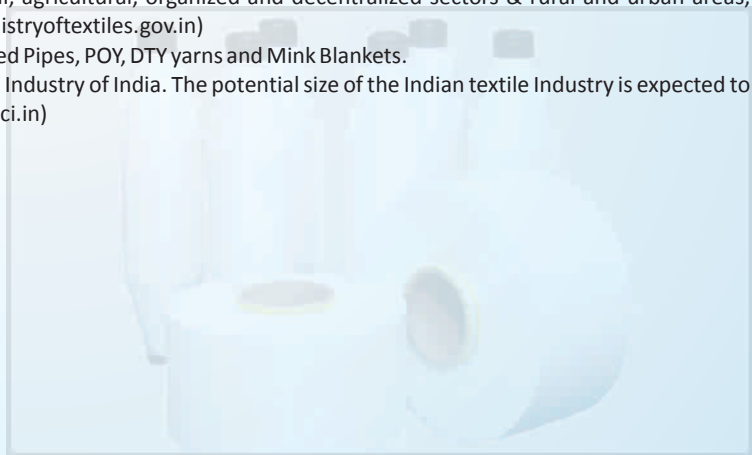 agricultural, organized and decentralized sectors & rural and urban areas,
istryoftextiles.gov.in)
ed Pipes, POY, DTY yarns and Mink Blankets.
Industry of India. The potential size of the Indian textile Industry is expected to
ci.in)